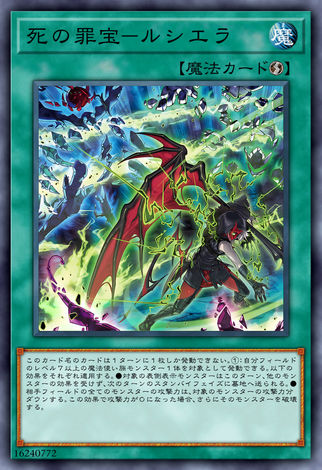 死の罪宝－ルシエラ
魔
【魔法カード】
このカード名のカードは１ターンに１枚しか発動できない。①：自分フィールド
のレベル７以上の魔法使い族モンスター１体を対象として発動できる。以下の
効果をそれぞれ適用する。●対象の表側表示モンスターはこのターン、他のモン
スターの効果を受けず、次のターンのスタンバイフェイズに墓地へ送られる。●
相手フィールドの全てのモンスターの攻撃力は、対象のモンスターの攻撃力分
ダウンする。この効果で攻撃力が０になった場合、さらにそのモンスターを破壊
する。
16240772